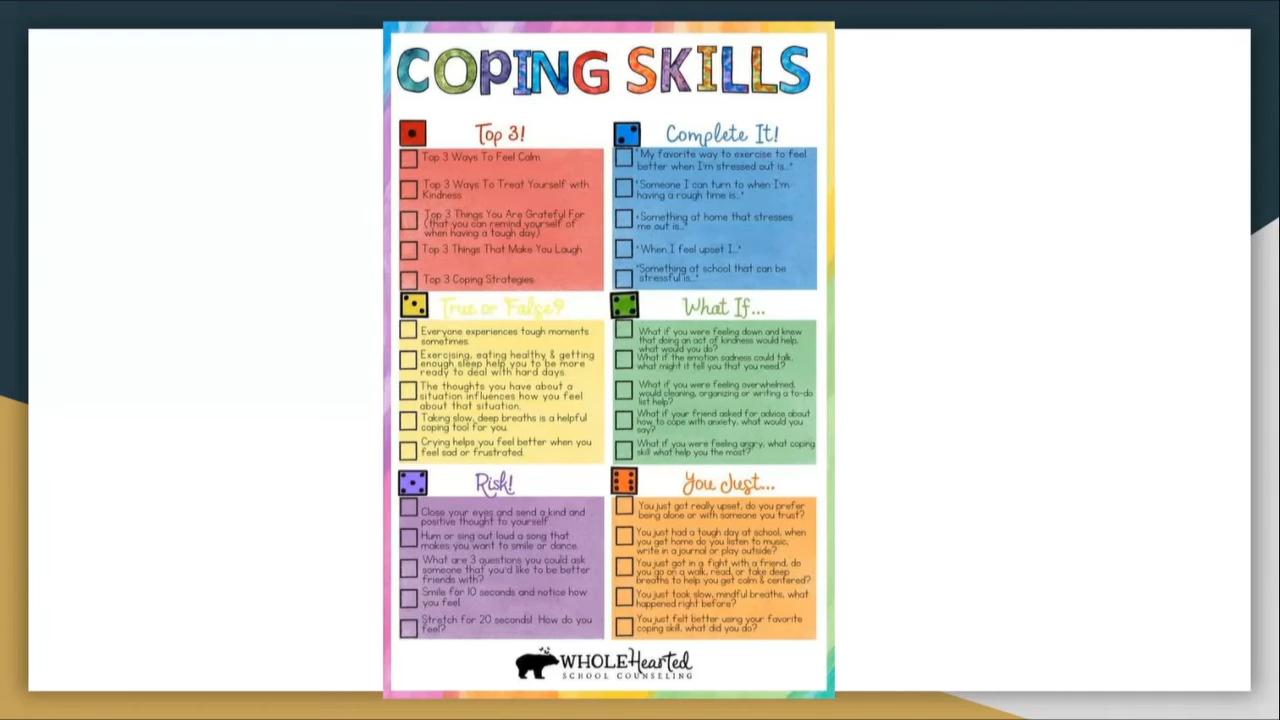 COPING SKILLS
Top 3!
Top 3 Ways To Feel Calm
Top 3 Ways To Treat Yourself with
Kindness
Top 3 Things You Are Grateful For
(that you can remind yourself of
when having a tough day)
Top 3 Things That Make You Laugh
Top 3 Coping Strategies
Complete It!
"My favorite way to exercise to feel
better when I'm stressed out is..."
"Someone I can turn to when I'm
having a rough time is..."
"Something at home that stresses
me out is..."
"When I feel upset I..."
"Something at school that can be
stressful is..."
True or False?
Everyone experiences tough moments
sometimes.
Exercising, eating healthy & getting
enough sleep help you to be more
ready to deal with hard days.
The thoughts you have about a
situation influences how you feel
about that situation.
Taking slow, deep breaths is a helpful
coping tool for you.
Crying helps you feel better when you
feel sad or frustrated.
What If...
What if you were feeling down and knew
that doing an act of kindness would help,
what would you do?
What if the emotion sadness could talk,
what might it tell you that you need?
What if you were feeling overwhelmed,
would cleaning, organizing or writing a to-do
list help?
What if your friend asked for advice about
how to cope with anxiety, what would you
say?
What if you were feeling angry, what coping
skill what help you the most?
Risk!
Close your eyes and send a kind and
positive thought to yourself
Hum or sing out loud a song that
makes you want to smile or dance.
What are 3 questions you could ask
someone that you'd like to be better
friends with?
Smile for 10 seconds and notice how
you feel.
Stretch for 20 seconds! How do you
feel?
You Just...
You just got really upset, do you prefer
being alone or with someone you trust?
You just had a tough day at school, when
you get home do you listen to music,
write in a journal or play outside?
You just got in a fight with a friend, do
you go on a walk, read, or take deep
breaths to help you get calm & centered?
You just took slow, mindful breaths, what
happened right before?
You just felt better using your favorite
coping skill, what did you do?
WHOLEHearted
SCHOOL COUNSELING